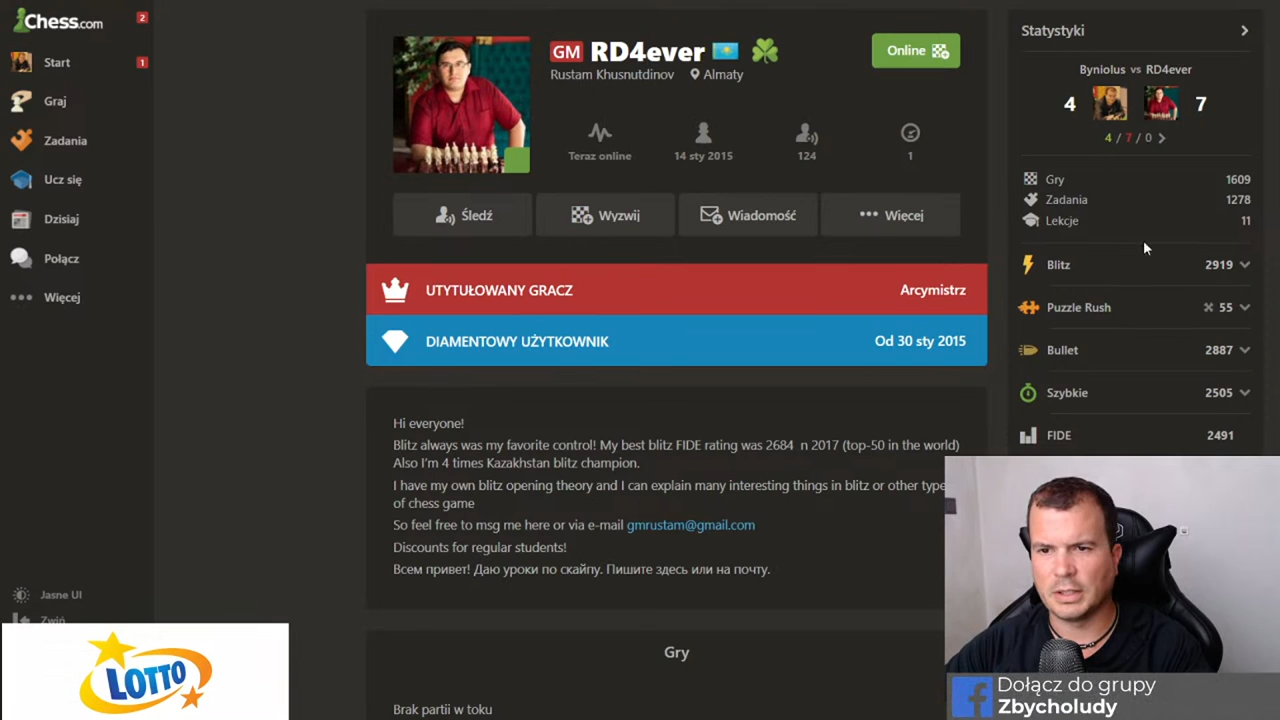 Chess.com
2
Start
1
Graj
Zadania
Ucz się
Dzisiaj
Połącz
Więcej
Jasne UI
Zwiń
GM RD4ever
Rustam Khusnutdinov Almaty
Online
Teraz online
14 sty 2015
124
1
Śledź
Wyzwij
Wiadomość
Więcej
UTYTUŁOWANY GRACZ
Arcymistrz
DIAMENTOWY UŻYTKOWNIK
Od 30 sty 2015
Hi everyone!
Blitz always was my favorite control! My best blitz FIDE rating was 2684 n 2017 (top-50 in the world)
Also I'm 4 times Kazakhstan blitz champion.
I have my own blitz opening theory and I can explain many interesting things in blitz or other type
of chess game
So feel free to msg me here or via e-mail gmrustam@gmail.com
Discounts for regular students!
Всем привет! Даю уроки по скайпу. Пишите здесь или на почту.
Gry
Brak partii w toku
Statystyki
Byniolus vs RD4ever
4 7
4 / 7 / 0
Gry 1609
Zadania 1278
Lekcje 11
Blitz 2919
Puzzle Rush 55
Bullet 2887
Szybkie 2505
FIDE 2491
LOTTO
Dołącz do grupy
Zbycholudy